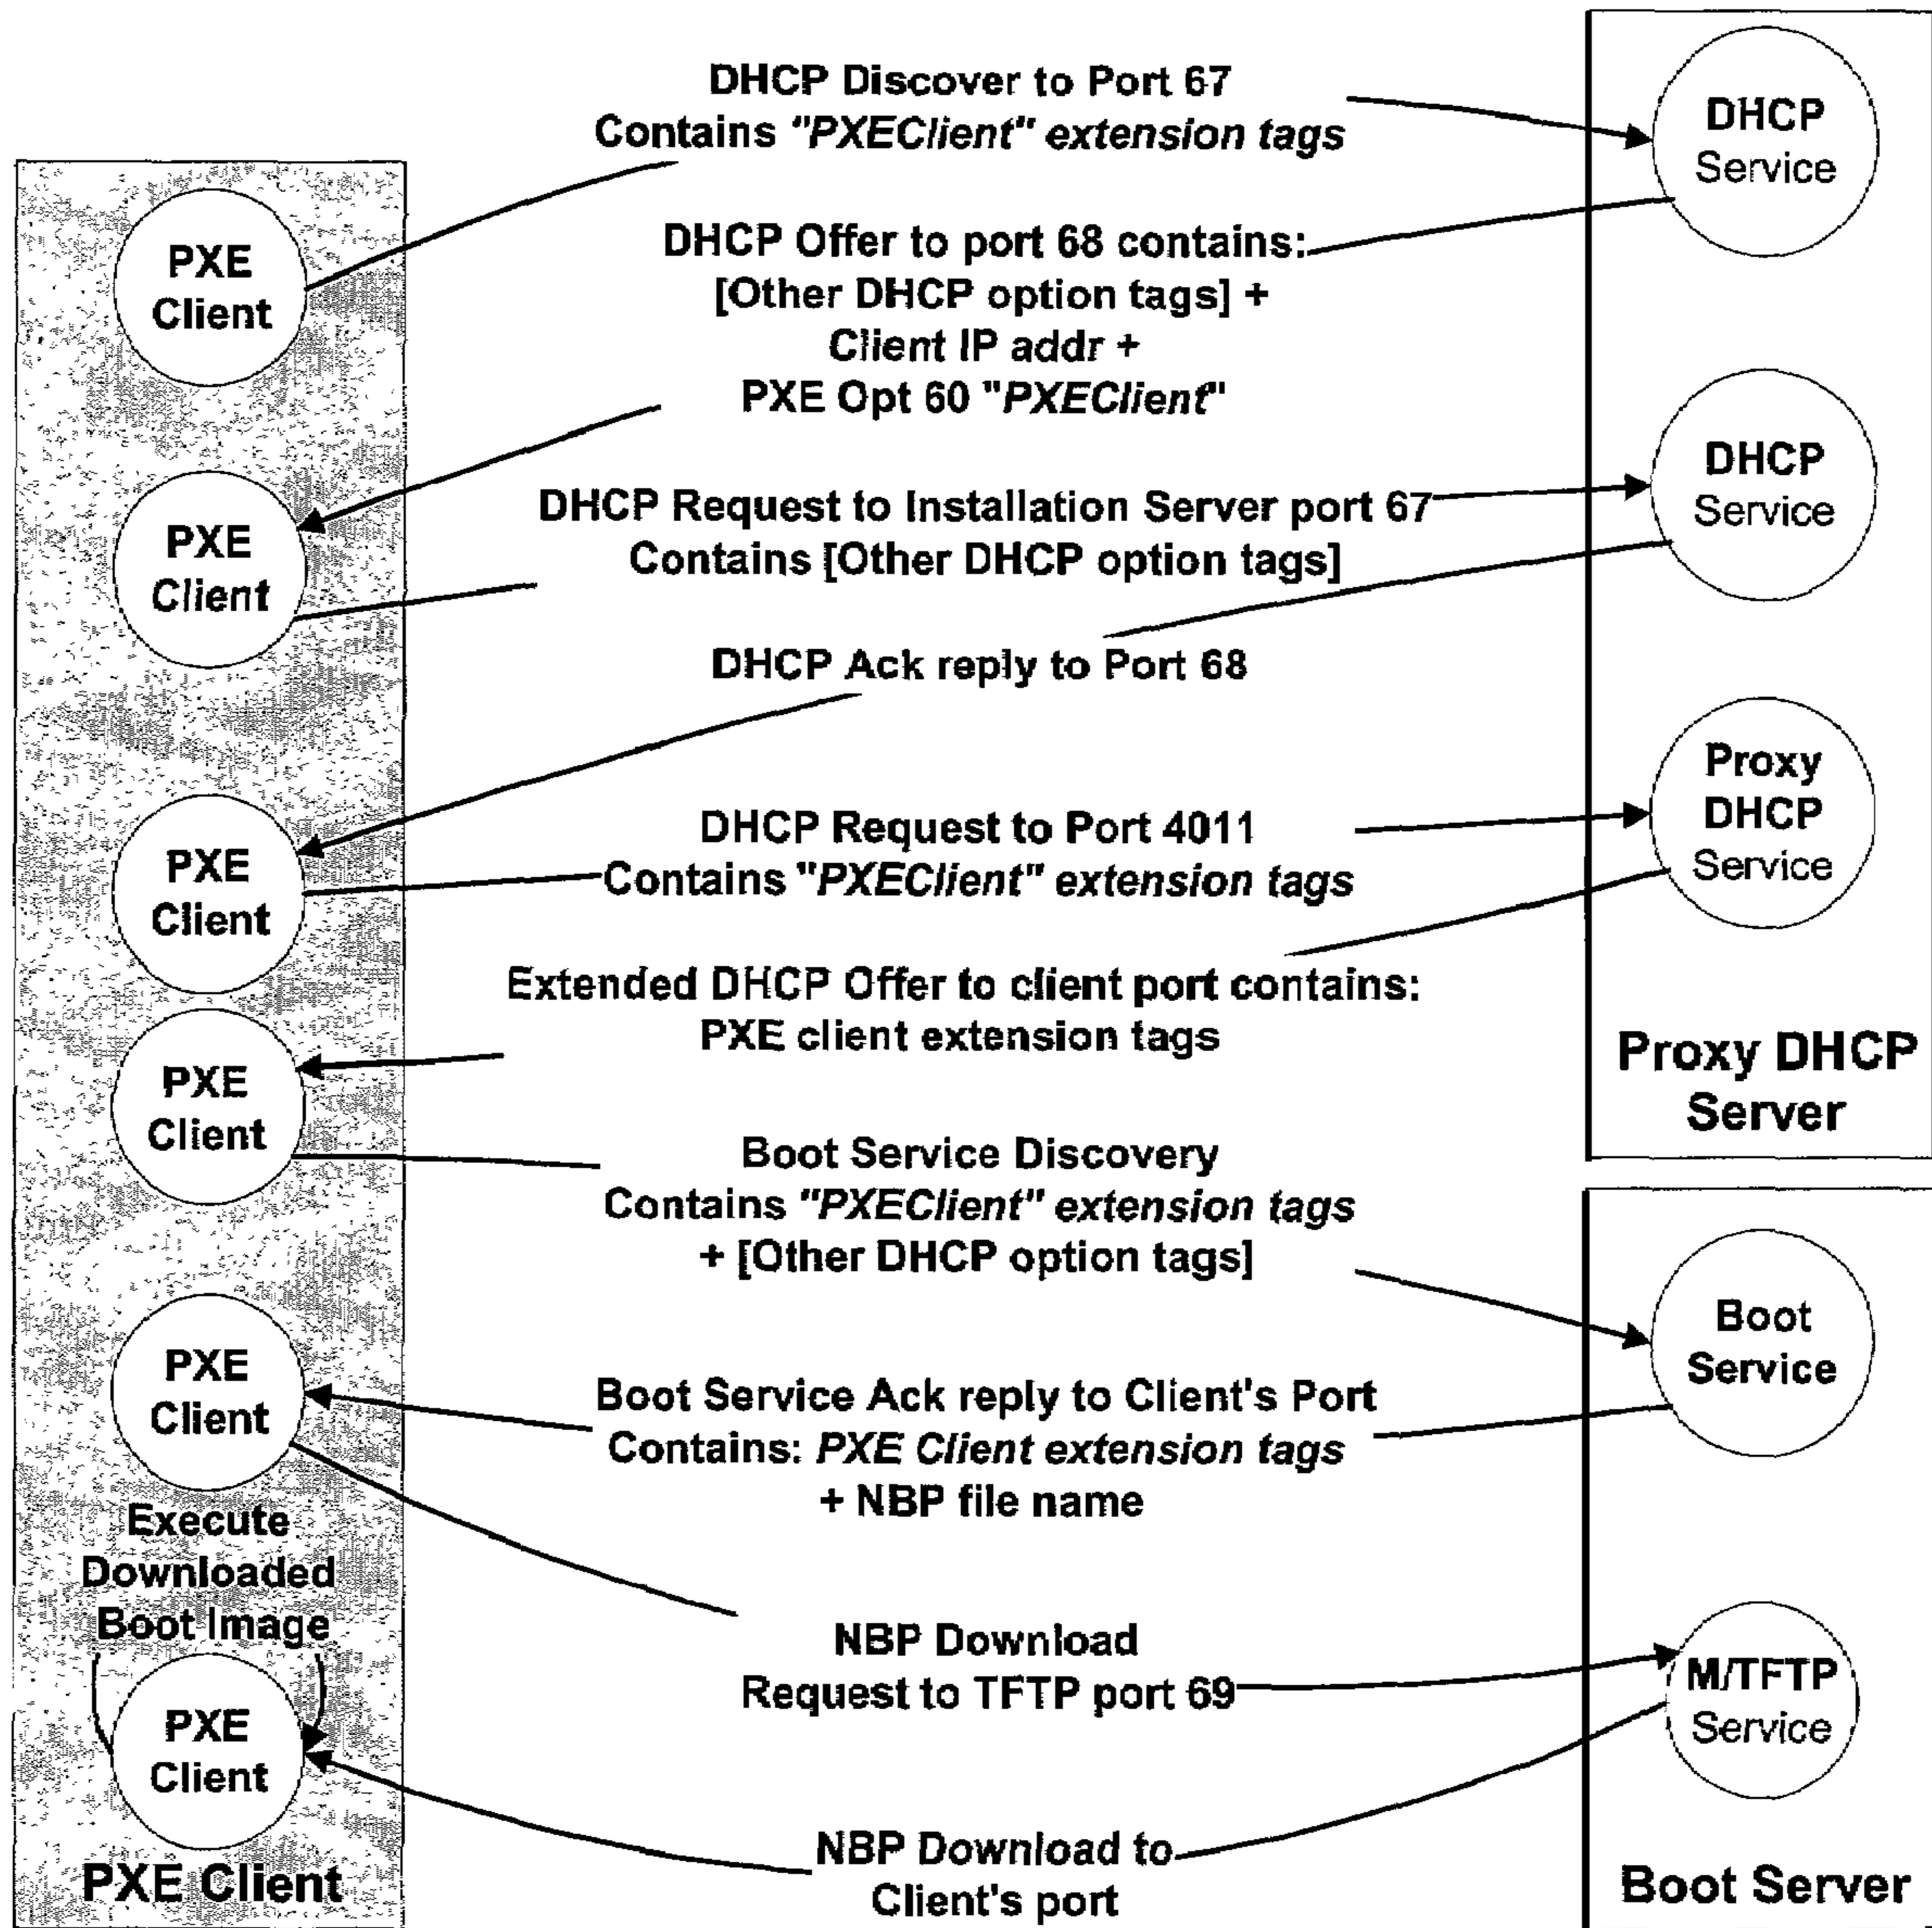 DHCP Discover to Port 67
Contains "PXEClient" extension tags
DHCP
Service
PXE
Client
DHCP Offer to port 68 contains:
[Other DHCP option tags] +
Client IP addr +
PXE Opt 60 "PXEClient"
PXE
Client
DHCP Request to Installation Server port 67
Contains [Other DHCP option tags]
DHCP
Service
DHCP Ack reply to Port 68
PXE
Client
DHCP Request to Port 4011
Contains "PXEClient" extension tags
Proxy
DHCP
Service
Extended DHCP Offer to client port contains:
PXE client extension tags
PXE
Client
Proxy DHCP
Server
Boot Service Discovery
Contains "PXEClient" extension tags
+ [Other DHCP option tags]
Boot
Service
PXE
Client
Boot Service Ack reply to Client's Port
Contains: PXE Client extension tags
+ NBP file name
Execute
Downloaded
Boot Image
NBP Download
Request to TFTP port 69
M/TFTP
Service
PXE
Client
NBP Download to
Client's port
PXE Client
Boot Server